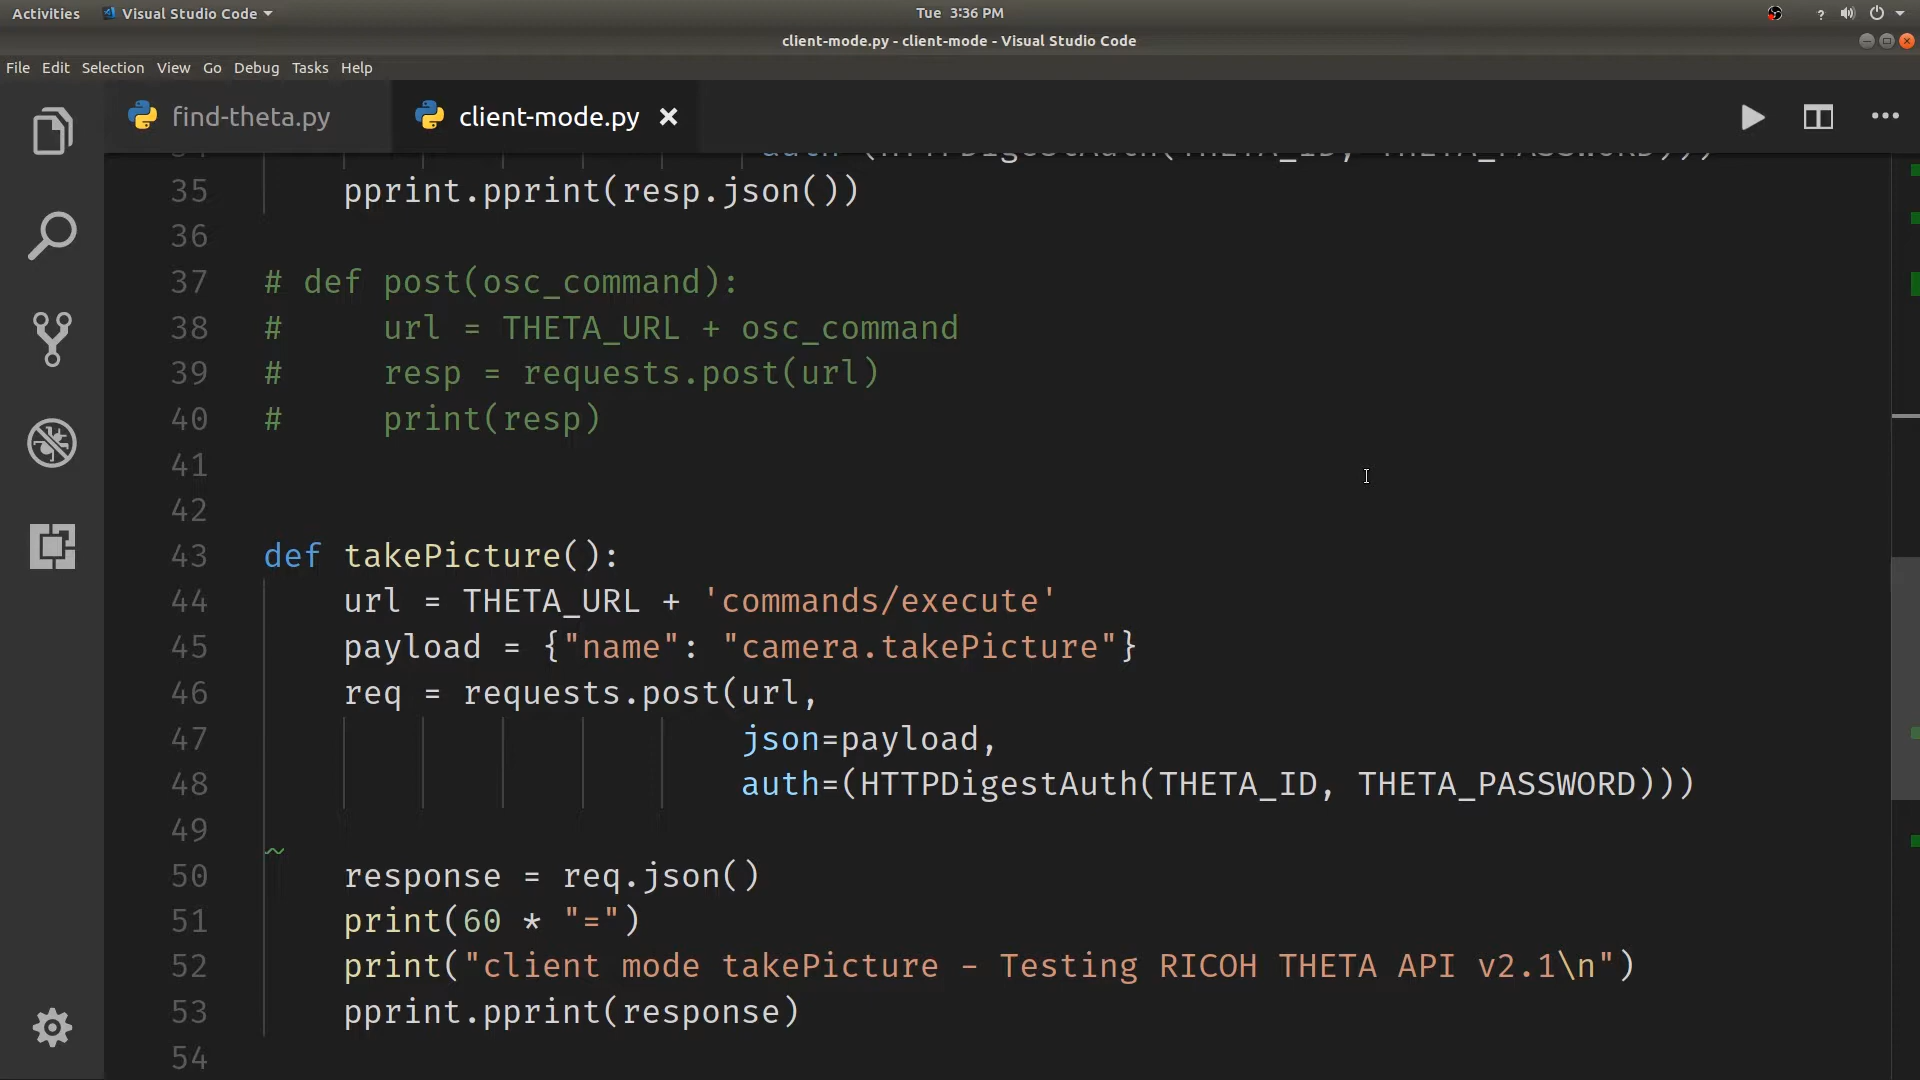 Activities Visual Studio Code Tue 3:36 PM ?
client-mode.py - client-mode - Visual Studio Code
File Edit Selection View Go Debug Tasks Help
find-theta.py client-mode.py
auth=(HTTPDigestAuth(THETA_ID, THETA_PASSWORD)))
35 pprint.pprint(resp.json())
36
37 # def post(osc_command):
38 #     url = THETA_URL + osc_command
39 #     resp = requests.post(url)
40 #     print(resp)
41
42
43 def takePicture():
44     url = THETA_URL + 'commands/execute'
45     payload = {"name": "camera.takePicture"}
46     req = requests.post(url,
47                         json=payload,
48                         auth=(HTTPDigestAuth(THETA_ID, THETA_PASSWORD)))
49
50     response = req.json()
51     print(60 * "=")
52     print("client mode takePicture - Testing RICOH THETA API v2.1\n")
53     pprint.pprint(response)
54